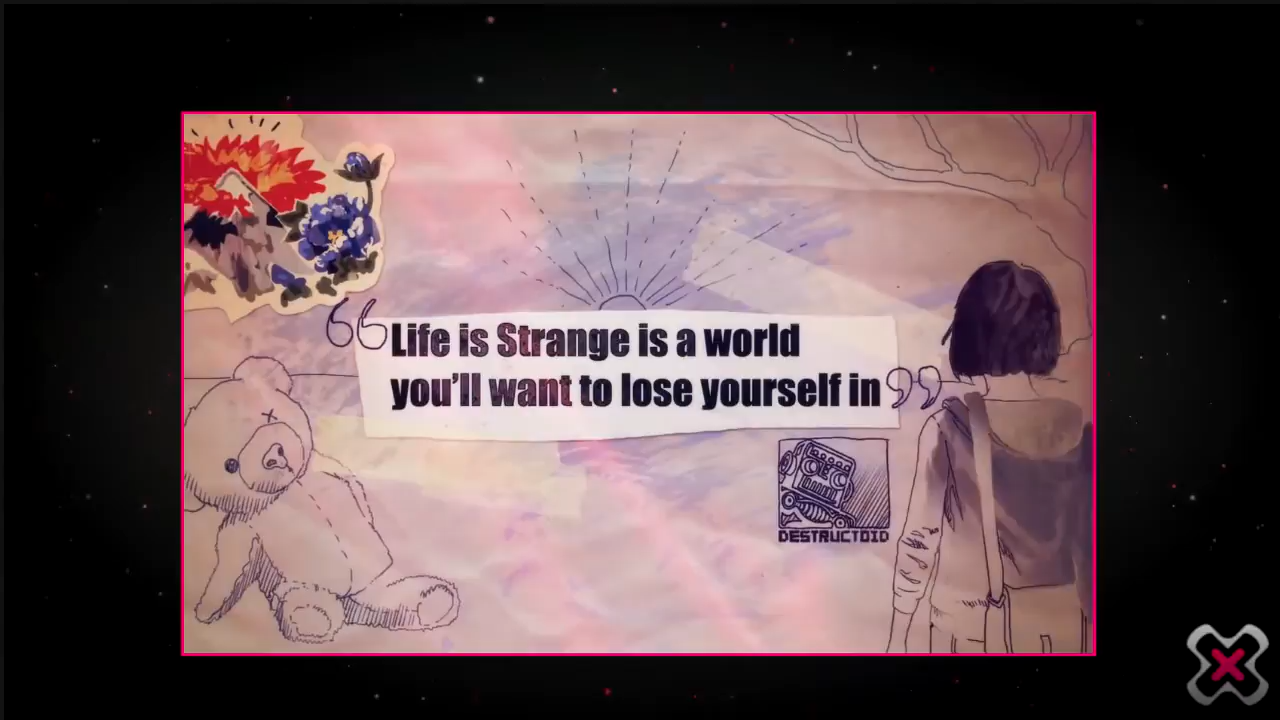 “Life is Strange is a world
you’ll want to lose yourself in”
DESTRUCTOID